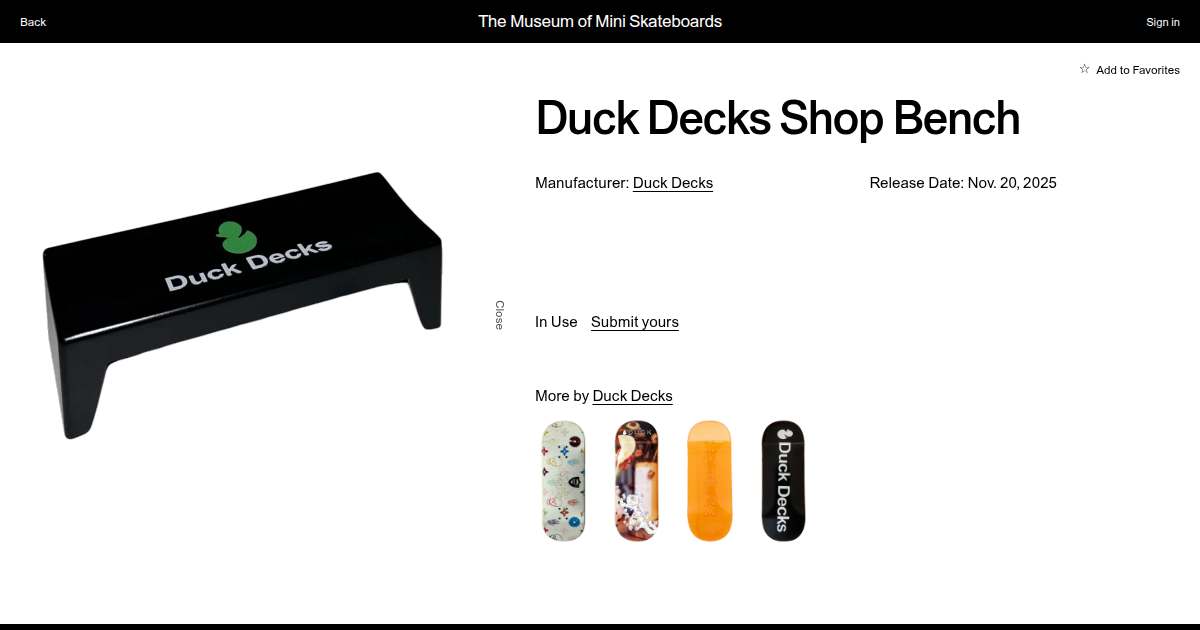 Back
The Museum of Mini Skateboards
Sign in
☆ Add to Favorites
Duck Decks Shop Bench
Manufacturer: Duck Decks
Release Date: Nov. 20, 2025
Duck Decks
Close
In Use Submit yours
More by Duck Decks
Duck Decks